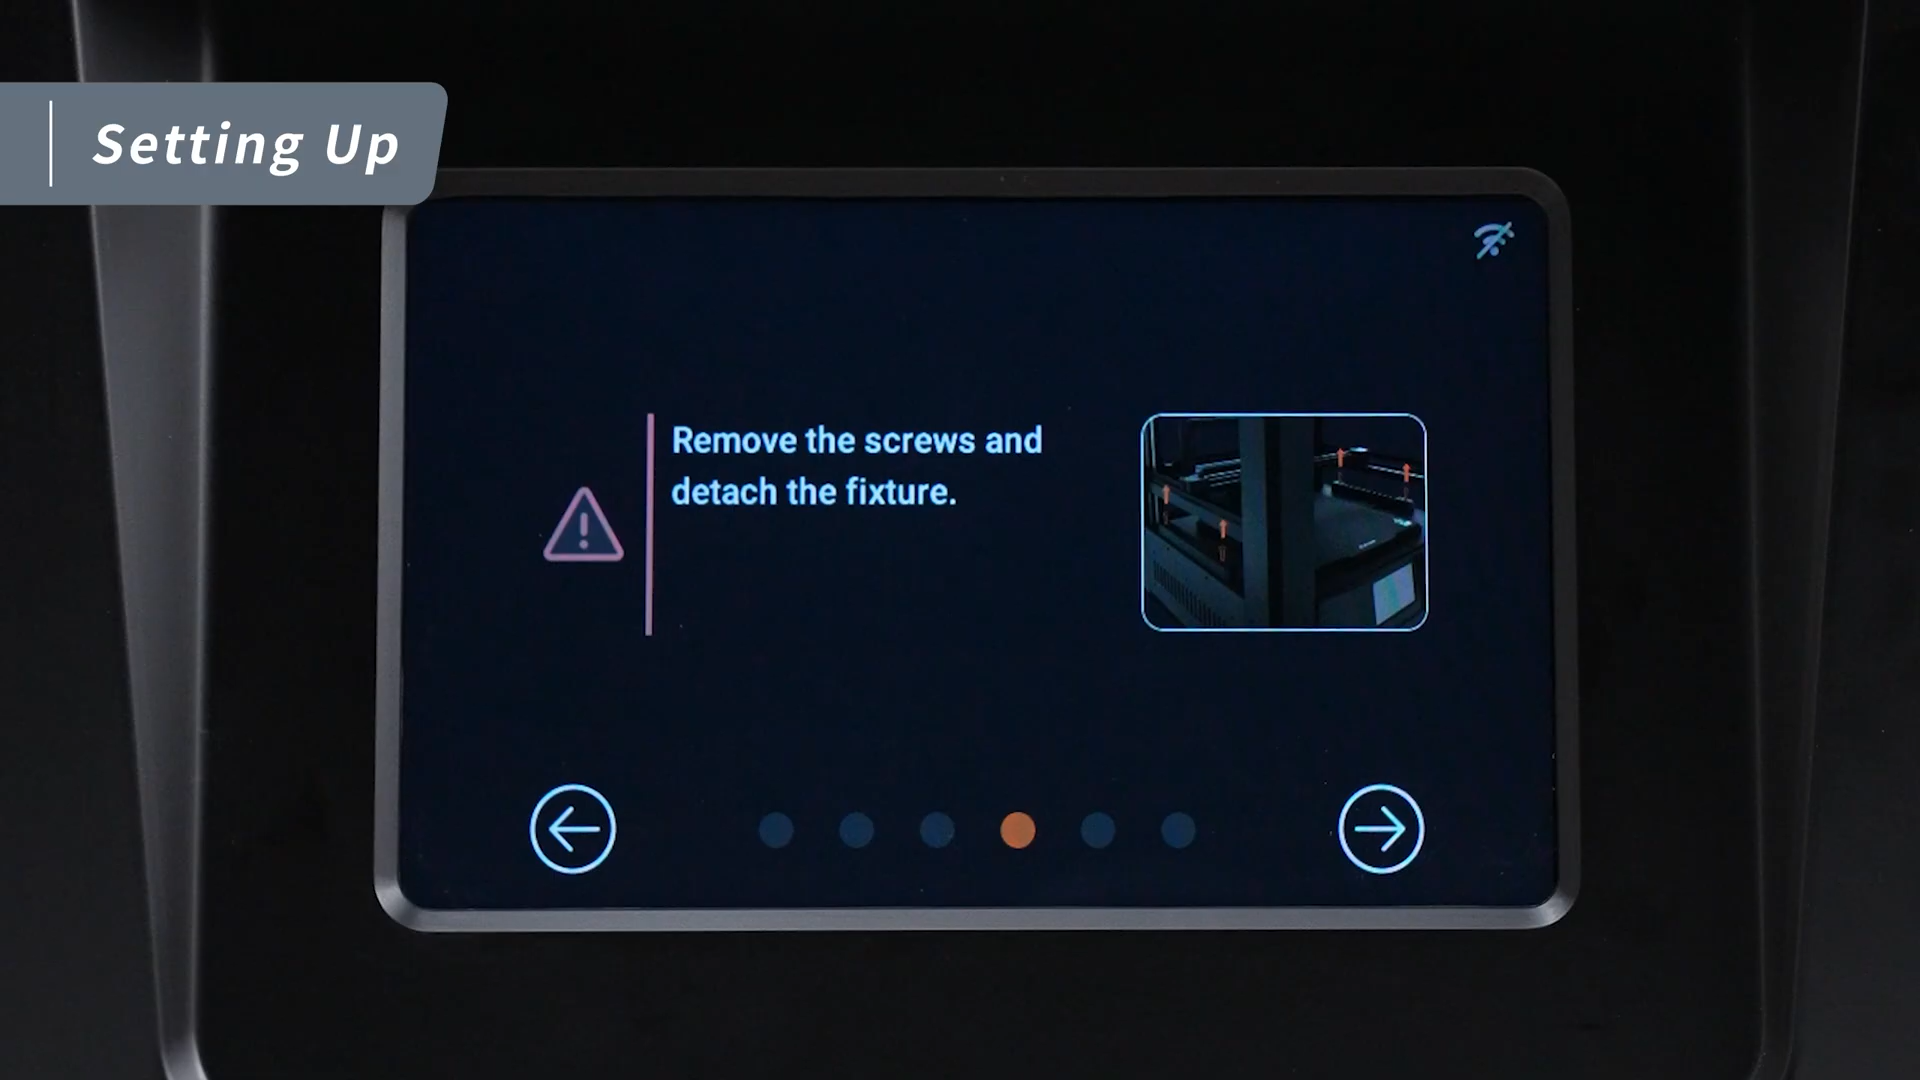 Setting Up
Remove the screws and
detach the fixture.